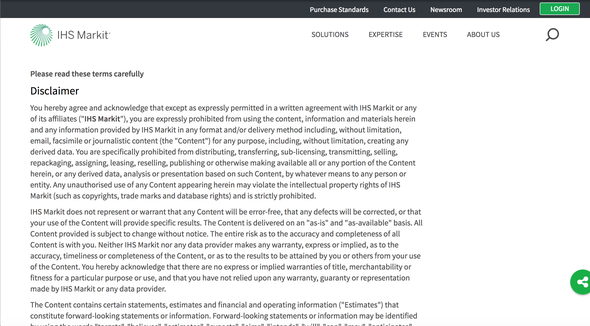 Purchase Standards Contact Us Newsroom Investor Relations LOGIN
IHS Markit SOLUTIONS EXPERTISE EVENTS ABOUT US
Please read these terms carefully
Disclaimer
You hereby agree and acknowledge that except as expressly permitted in a written agreement with IHS Markit or any
of its affiliates ("IHS Markit"), you are expressly prohibited from using the content, information and materials herein
and any information provided by IHS Markit in any format and/or delivery method including, without limitation,
email, facsimile or journalistic content (the "Content") for any purpose, including, without limitation, creating any
derived data. You are specifically prohibited from distributing, transferring, sub-licensing, transmitting, selling,
repackaging, assigning, leasing, reselling, publishing or otherwise making available all or any portion of the Content
herein, or any derived data, analysis or presentation based on such Content, by whatever means to any person or
entity. Any unauthorised use of any Content appearing herein may violate the intellectual property rights of IHS
Markit (such as copyrights, trade marks and database rights) and is strictly prohibited.
IHS Markit does not represent or warrant that any Content will be error-free, that any defects will be corrected, or that
your use of the Content will provide specific results. The Content is delivered on an "as-is" and "as-available" basis. All
Content provided is subject to change without notice. The entire risk as to the accuracy and completeness of all
Content is with you. Neither IHS Markit nor any data provider makes any warranty, express or implied, as to the
accuracy, timeliness or completeness of the Content, or as to the results to be attained by you or others from your use
of the Content. You hereby acknowledge that there are no express or implied warranties of title, merchantability or
fitness for a particular purpose or use, and that you have not relied upon any warranty, guaranty or representation
made by IHS Markit or any data provider.
The Content contains certain statements, estimates and financial and operating information ("Estimates") that
constitute forward-looking statements or information. Forward-looking statements or information may be identified